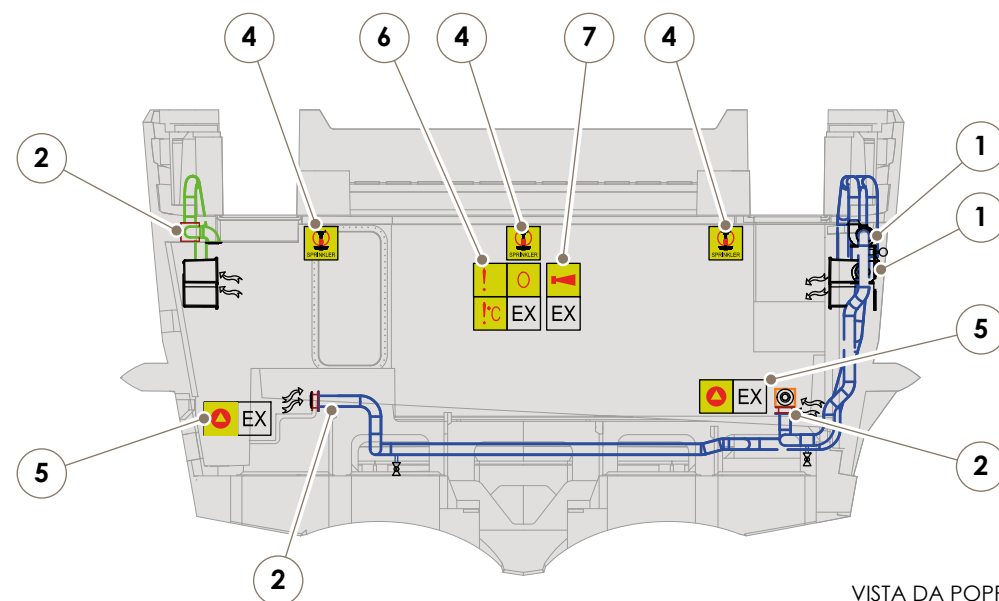 4 6 4 7 4
2 1
1
SPRINKLER SPRINKLER SPRINKLER
! O
!°C EX EX
5
EX
EX
5 2
2
VISTA DA POPP